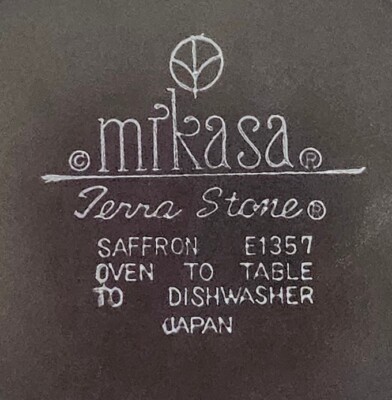 © mikasa ®
Terra Stone ®
SAFFRON E1357
OVEN TO TABLE
TO DISHWASHER
JAPAN